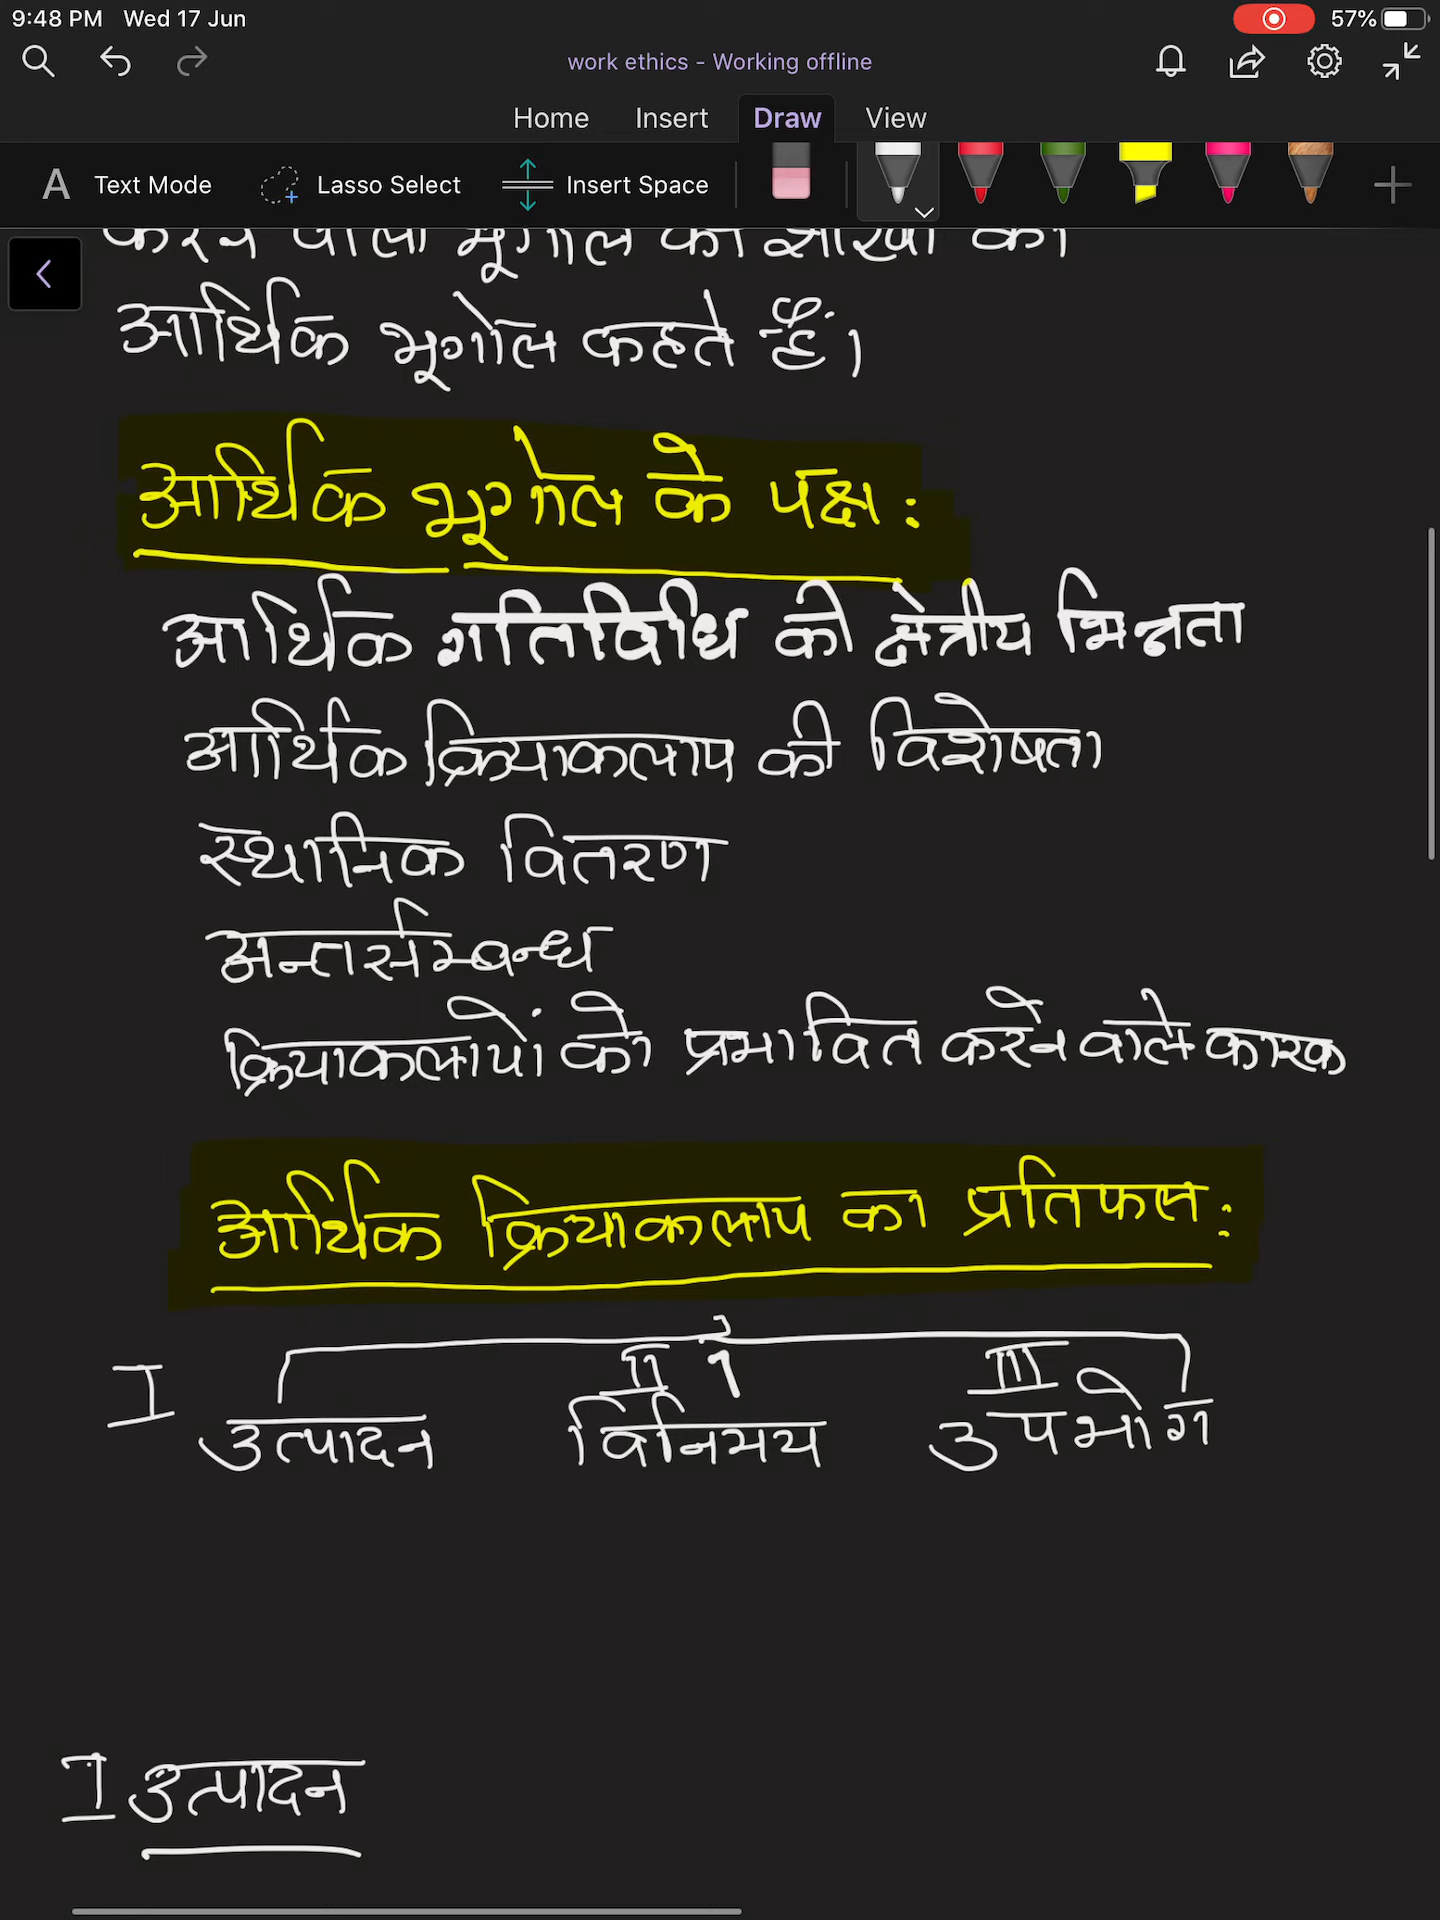 9:48 PM Wed 17 Jun 57%
work ethics - Working offline
Home Insert Draw View
A Text Mode Lasso Select Insert Space
करने वाली भूगोल की शाखा को
आर्थिक भूगोल कहते हैं।
आर्थिक भूगोल के पक्ष :
आर्थिक गतिविधि की क्षेत्रीय भिन्नता
आर्थिक क्रियाकलाप की विशेषता
स्थानिक वितरण
अन्तर्सम्बन्ध
क्रियाकलापों को प्रभावित करने वाले कारक
आर्थिक क्रियाकलाप का प्रतिफल :
I II III
उत्पादन विनिमय उपभोग
I उत्पादन